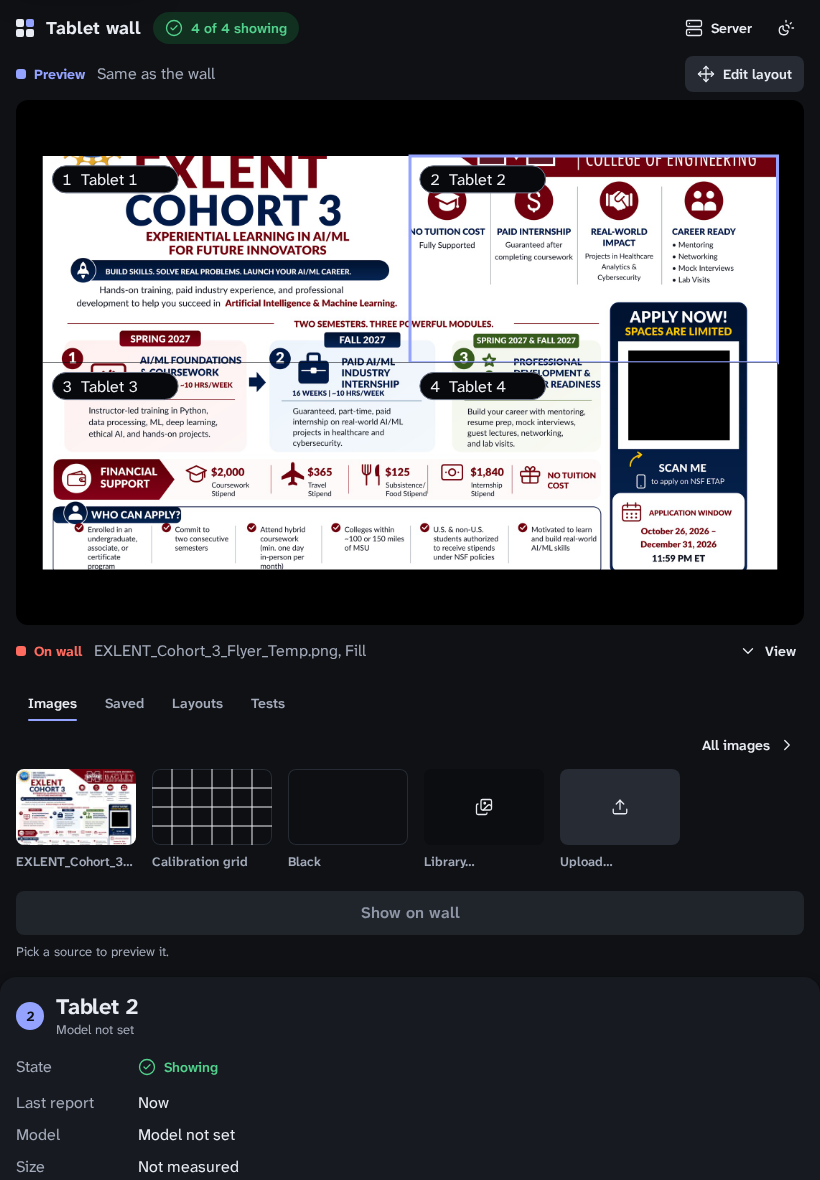 Tablet wall
4 of 4 showing
Server
Preview Same as the wall
Edit layout
EXLENT
COHORT 3
EXPERIENTIAL LEARNING IN AI/ML
FOR FUTURE INNOVATORS
BUILD SKILLS. SOLVE REAL PROBLEMS. LAUNCH YOUR AI/ML CAREER.
Hands-on training, paid industry experience, and professional
development to help you succeed in Artificial Intelligence & Machine Learning.
1 Tablet 1
2 Tablet 2
COLLEGE OF ENGINEERING
NO TUITION COST
Fully Supported
PAID INTERNSHIP
Guaranteed after
completing coursework
REAL-WORLD
IMPACT
Projects in Healthcare
Analytics &
Cybersecurity
CAREER READY
• Mentoring
• Networking
• Mock Interviews
• Lab Visits
TWO SEMESTERS. THREE POWERFUL MODULES.
SPRING 2027
1
AI/ML FOUNDATIONS
& COURSEWORK
~10 HRS/WEEK
3 Tablet 3
Instructor-led training in Python,
data processing, ML, deep learning,
ethical AI, and hands-on projects.
FALL 2027
2
PAID AI/ML
INDUSTRY
INTERNSHIP
16 WEEKS | ~10 HRS/WEEK
Guaranteed, part-time, paid
internship on real-world AI/ML
projects in healthcare and
cybersecurity.
SPRING 2027 & FALL 2027
3
PROFESSIONAL
DEVELOPMENT &
READINESS
4 Tablet 4
Build your career with mentoring,
resume prep, mock interviews,
guest lectures, networking,
and lab visits.
APPLY NOW!
SPACES ARE LIMITED
SCAN ME
to apply on NSF ETAP
APPLICATION WINDOW
October 26, 2026 –
December 31, 2026
11:59 PM ET
FINANCIAL
SUPPORT
$2,000
Coursework
Stipend
$365
Travel
Stipend
$125
Subsistence/
Food Stipend
$1,840
Internship
Stipend
NO TUITION
COST
WHO CAN APPLY?
Enrolled in an
undergraduate,
associate, or
certificate
program
Commit to
two consecutive
semesters
Attend hybrid
coursework
(min. one day
in-person per
month)
Colleges within
~100 or 150 miles
of MSU
U.S. & non-U.S.
students authorized
to receive stipends
under NSF policies
Motivated to learn
and build real-world
AI/ML skills
On wall EXLENT_Cohort_3_Flyer_Temp.png, Fill
View
Images Saved Layouts Tests
All images
EXLENT
COHORT 3
EXLENT_Cohort_3...
Calibration grid
Black
Library...
Upload...
Show on wall
Pick a source to preview it.
2
Tablet 2
Model not set
State Showing
Last report Now
Model Model not set
Size Not measured